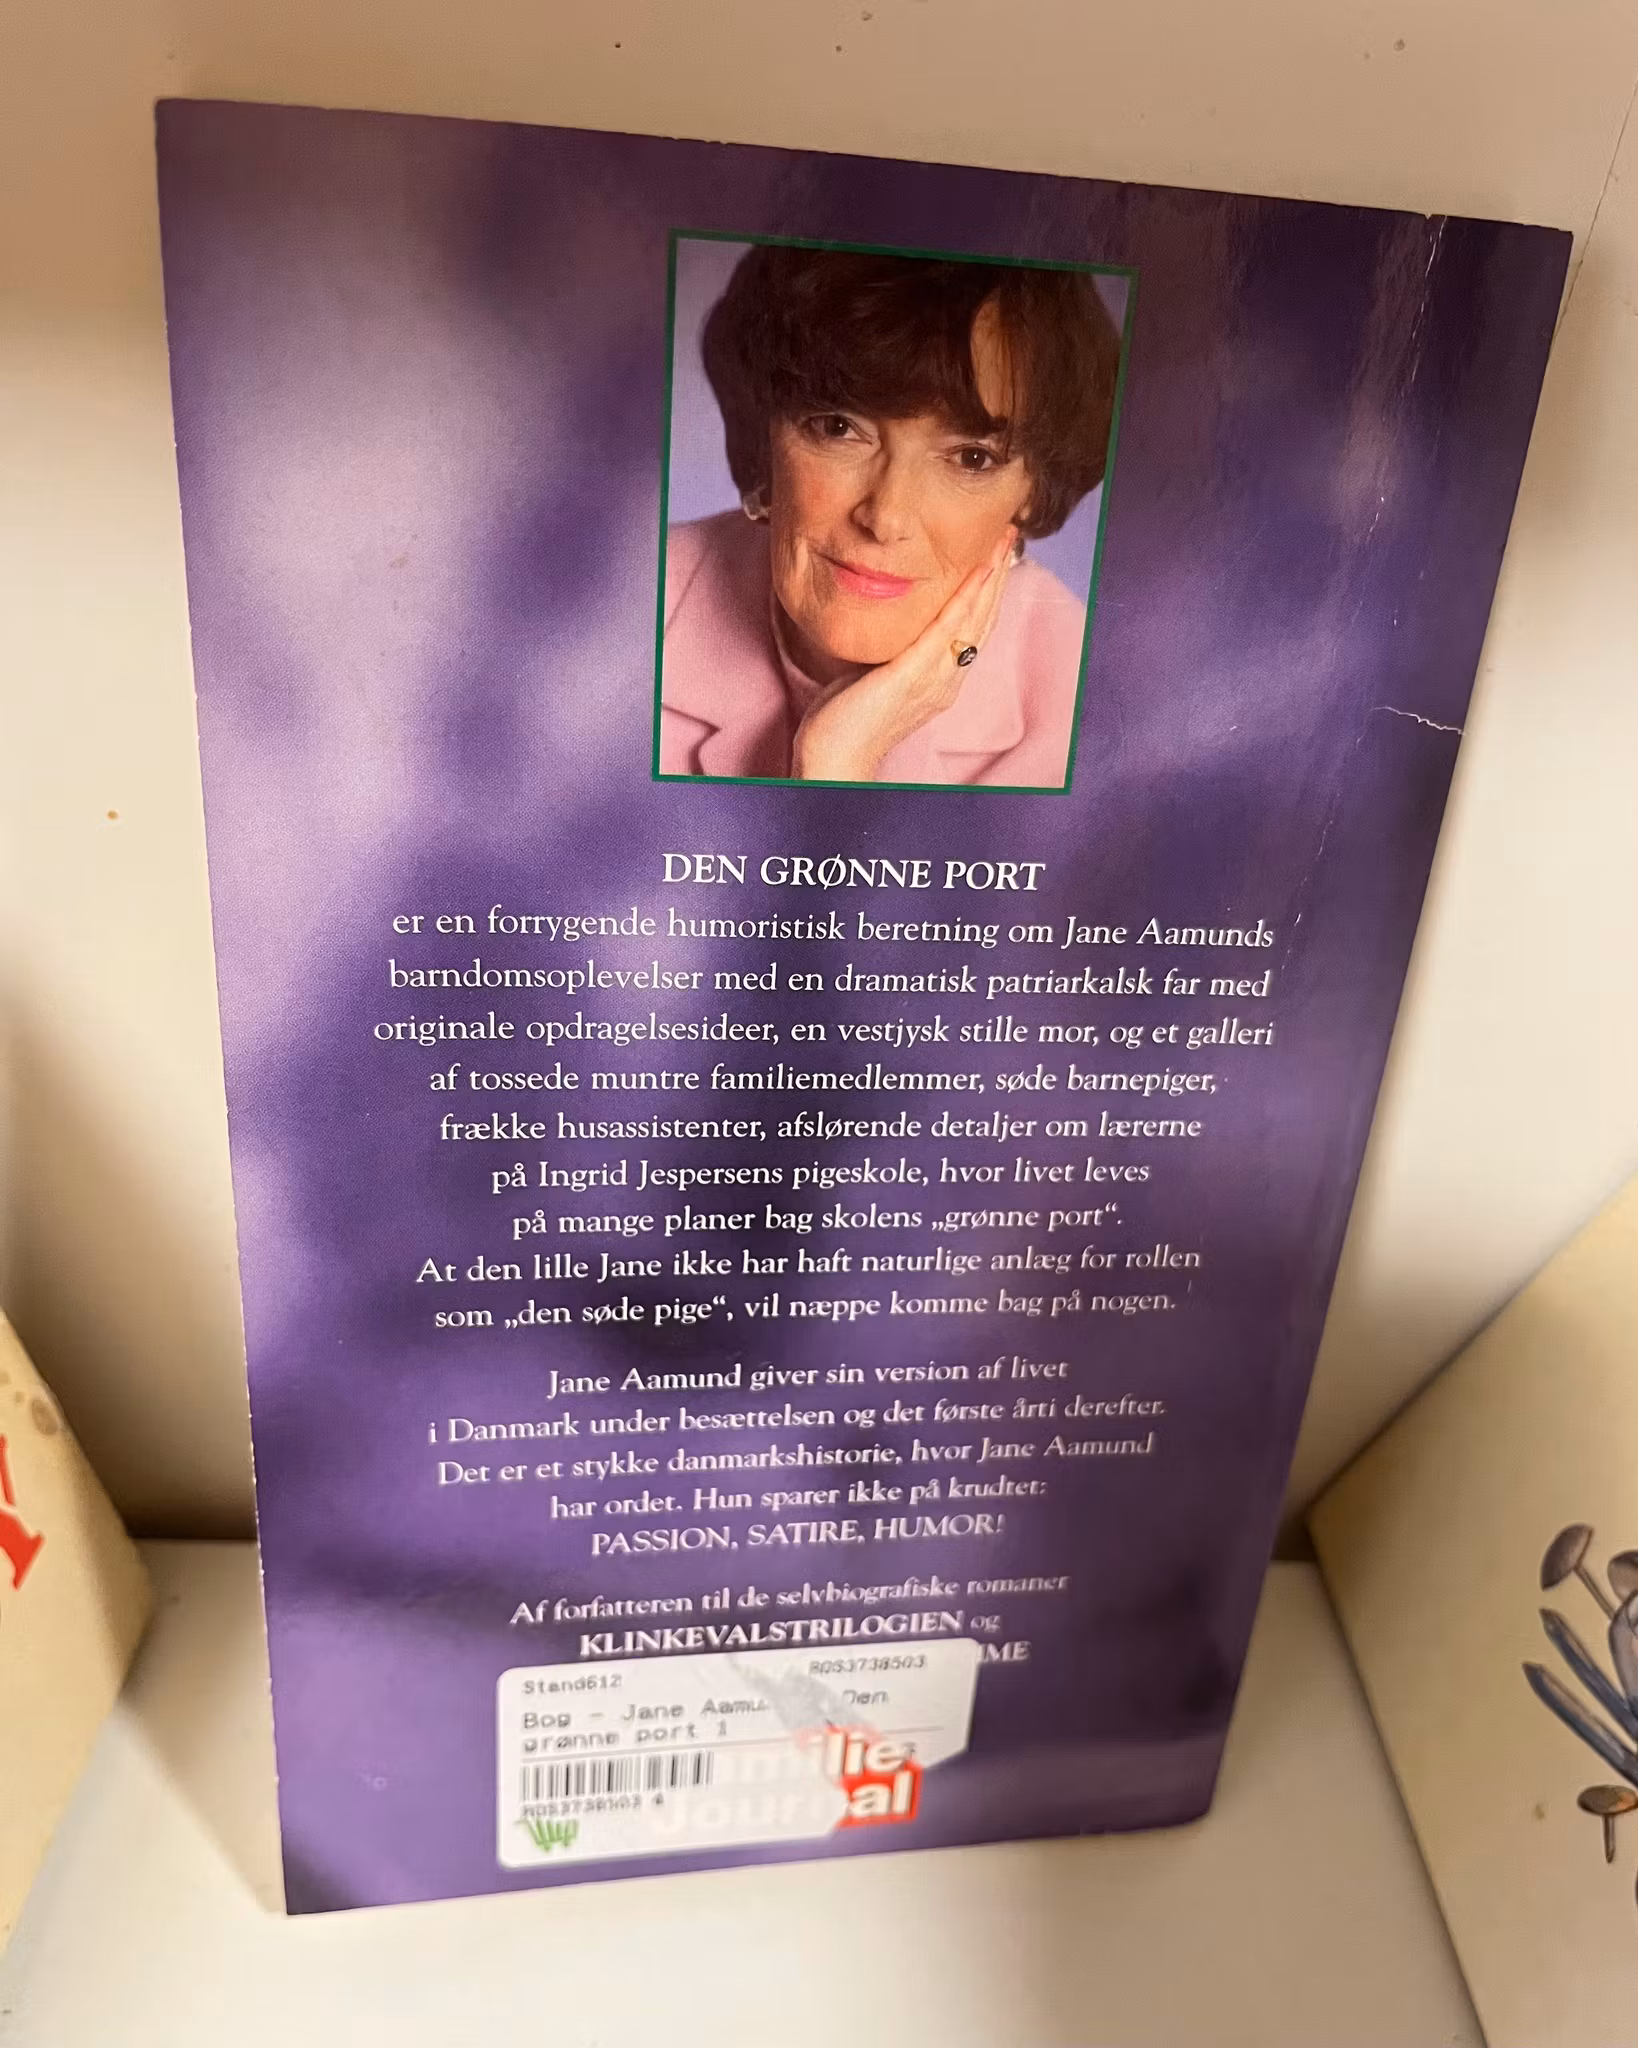 DEN GRØNNE PORT
er en forrygende humoristisk beretning om Jane Aamunds
barndomsoplevelser med en dramatisk patriarkalsk far med
originale opdragelsesideer, en vestjysk stille mor, og et galleri
af tossede muntre familiemedlemmer, søde barnepiger,
frække husassistenter, afslørende detaljer om lærerne
på Ingrid Jespersens pigeskole, hvor livet leves
på mange planer bag skolens „grønne port“.
At den lille Jane ikke har haft naturlige anlæg for rollen
som „den søde pige“, vil næppe komme bag på nogen.
Jane Aamund giver sin version af livet
i Danmark under besættelsen og det første årti derefter.
Det er et stykke danmarkshistorie, hvor Jane Aamund
har ordet. Hun sparer ikke på krudtet:
PASSION, SATIRE, HUMOR!
Af forfatteren til de selvbiografiske romaner
KLINKEVALSTRILOGIEN og
Stand612
Bog - Jane Aamu Den
grønne port 1